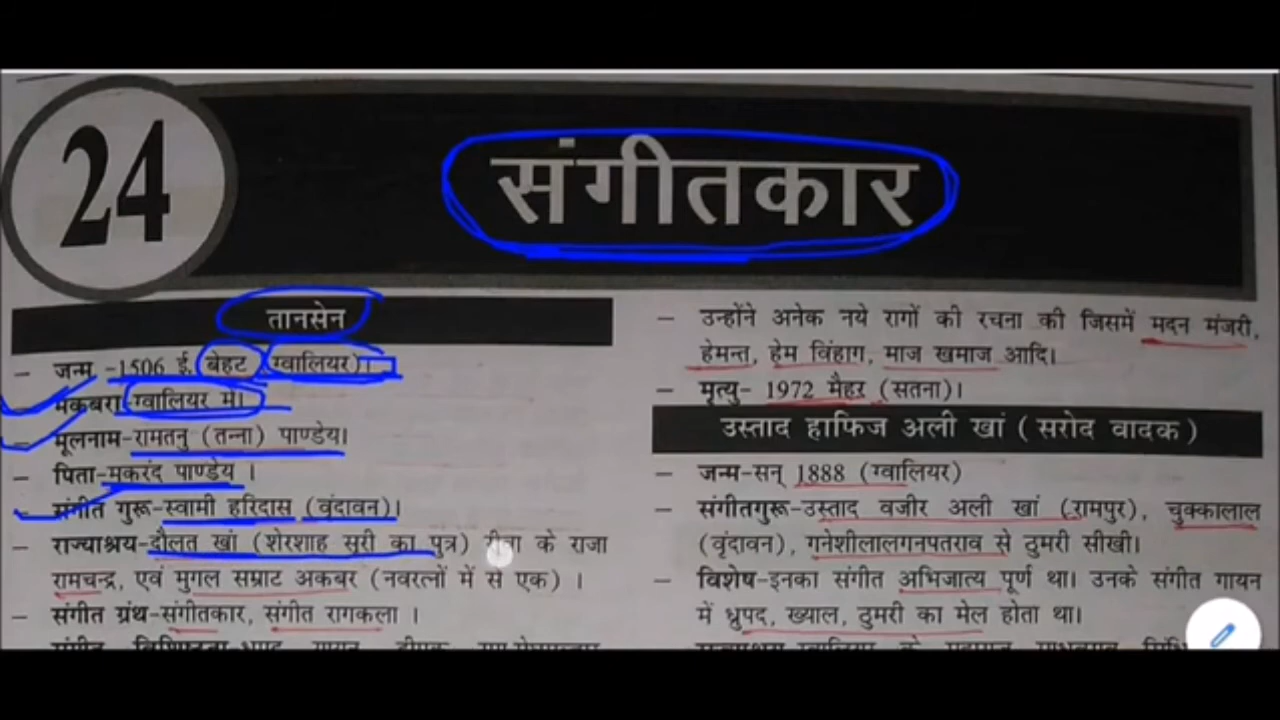 24
संगीतकार
तानसेन
– जन्म -1506 ई. बेहट (ग्वालियर)।
– मकबरा ग्वालियर में।
– मूलनाम-रामतनु (तन्ना) पाण्डेय।
– पिता-मकरंद पाण्डेय ।
– संगीत गुरू-स्वामी हरिदास (वृंदावन)।
– राज्याश्रय-दौलत खां (शेरशाह सूरी का पुत्र) रीवा के राजा
रामचन्द्र, एवं मुगल सम्राट अकबर (नवरत्नों में से एक) ।
– संगीत ग्रंथ-संगीतकार, संगीत रागकला ।
– उन्होंने अनेक नये रागों की रचना की जिसमें मदन मंजरी,
हेमन्त, हेम विंहाग, माज खमाज आदि।
– मृत्यु- 1972 मैहर (सतना)।
उस्ताद हाफिज अली खां ( सरोद वादक )
– जन्म-सन् 1888 (ग्वालियर)
– संगीतगुरू-उस्ताद वजीर अली खां (रामपुर), चुक्कालाल
(वृंदावन), गनेशीलालगनपतराव से ठुमरी सीखी।
– विशेष-इनका संगीत अभिजात्य पूर्ण था। उनके संगीत गायन
में ध्रुपद, ख्याल, ठुमरी का मेल होता था।